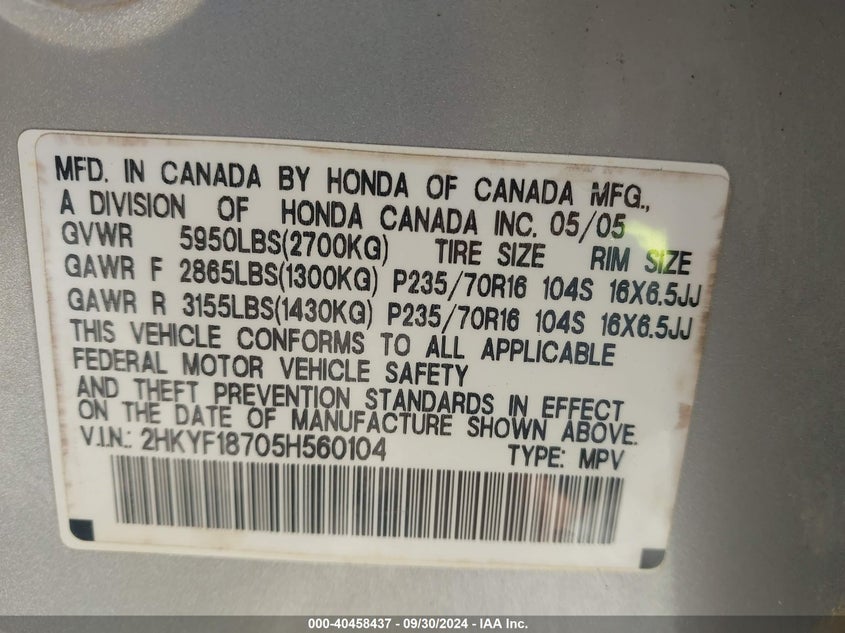 MFD. IN CANADA BY HONDA OF CANADA MFG.,
A DIVISION OF HONDA CANADA INC. 05/05
GVWR 5950LBS(2700KG) TIRE SIZE RIM SIZE
GAWR F 2865LBS(1300KG) P235/70R16 104S 16X6.5JJ
GAWR R 3155LBS(1430KG) P235/70R16 104S 16X6.5JJ
THIS VEHICLE CONFORMS TO ALL APPLICABLE
FEDERAL MOTOR VEHICLE SAFETY
AND THEFT PREVENTION STANDARDS IN EFFECT
ON THE DATE OF MANUFACTURE SHOWN ABOVE.
V.I.N.: 2HKYF18705H560104 TYPE: MPV
000-40458437 - 09/30/2024 - IAA Inc.